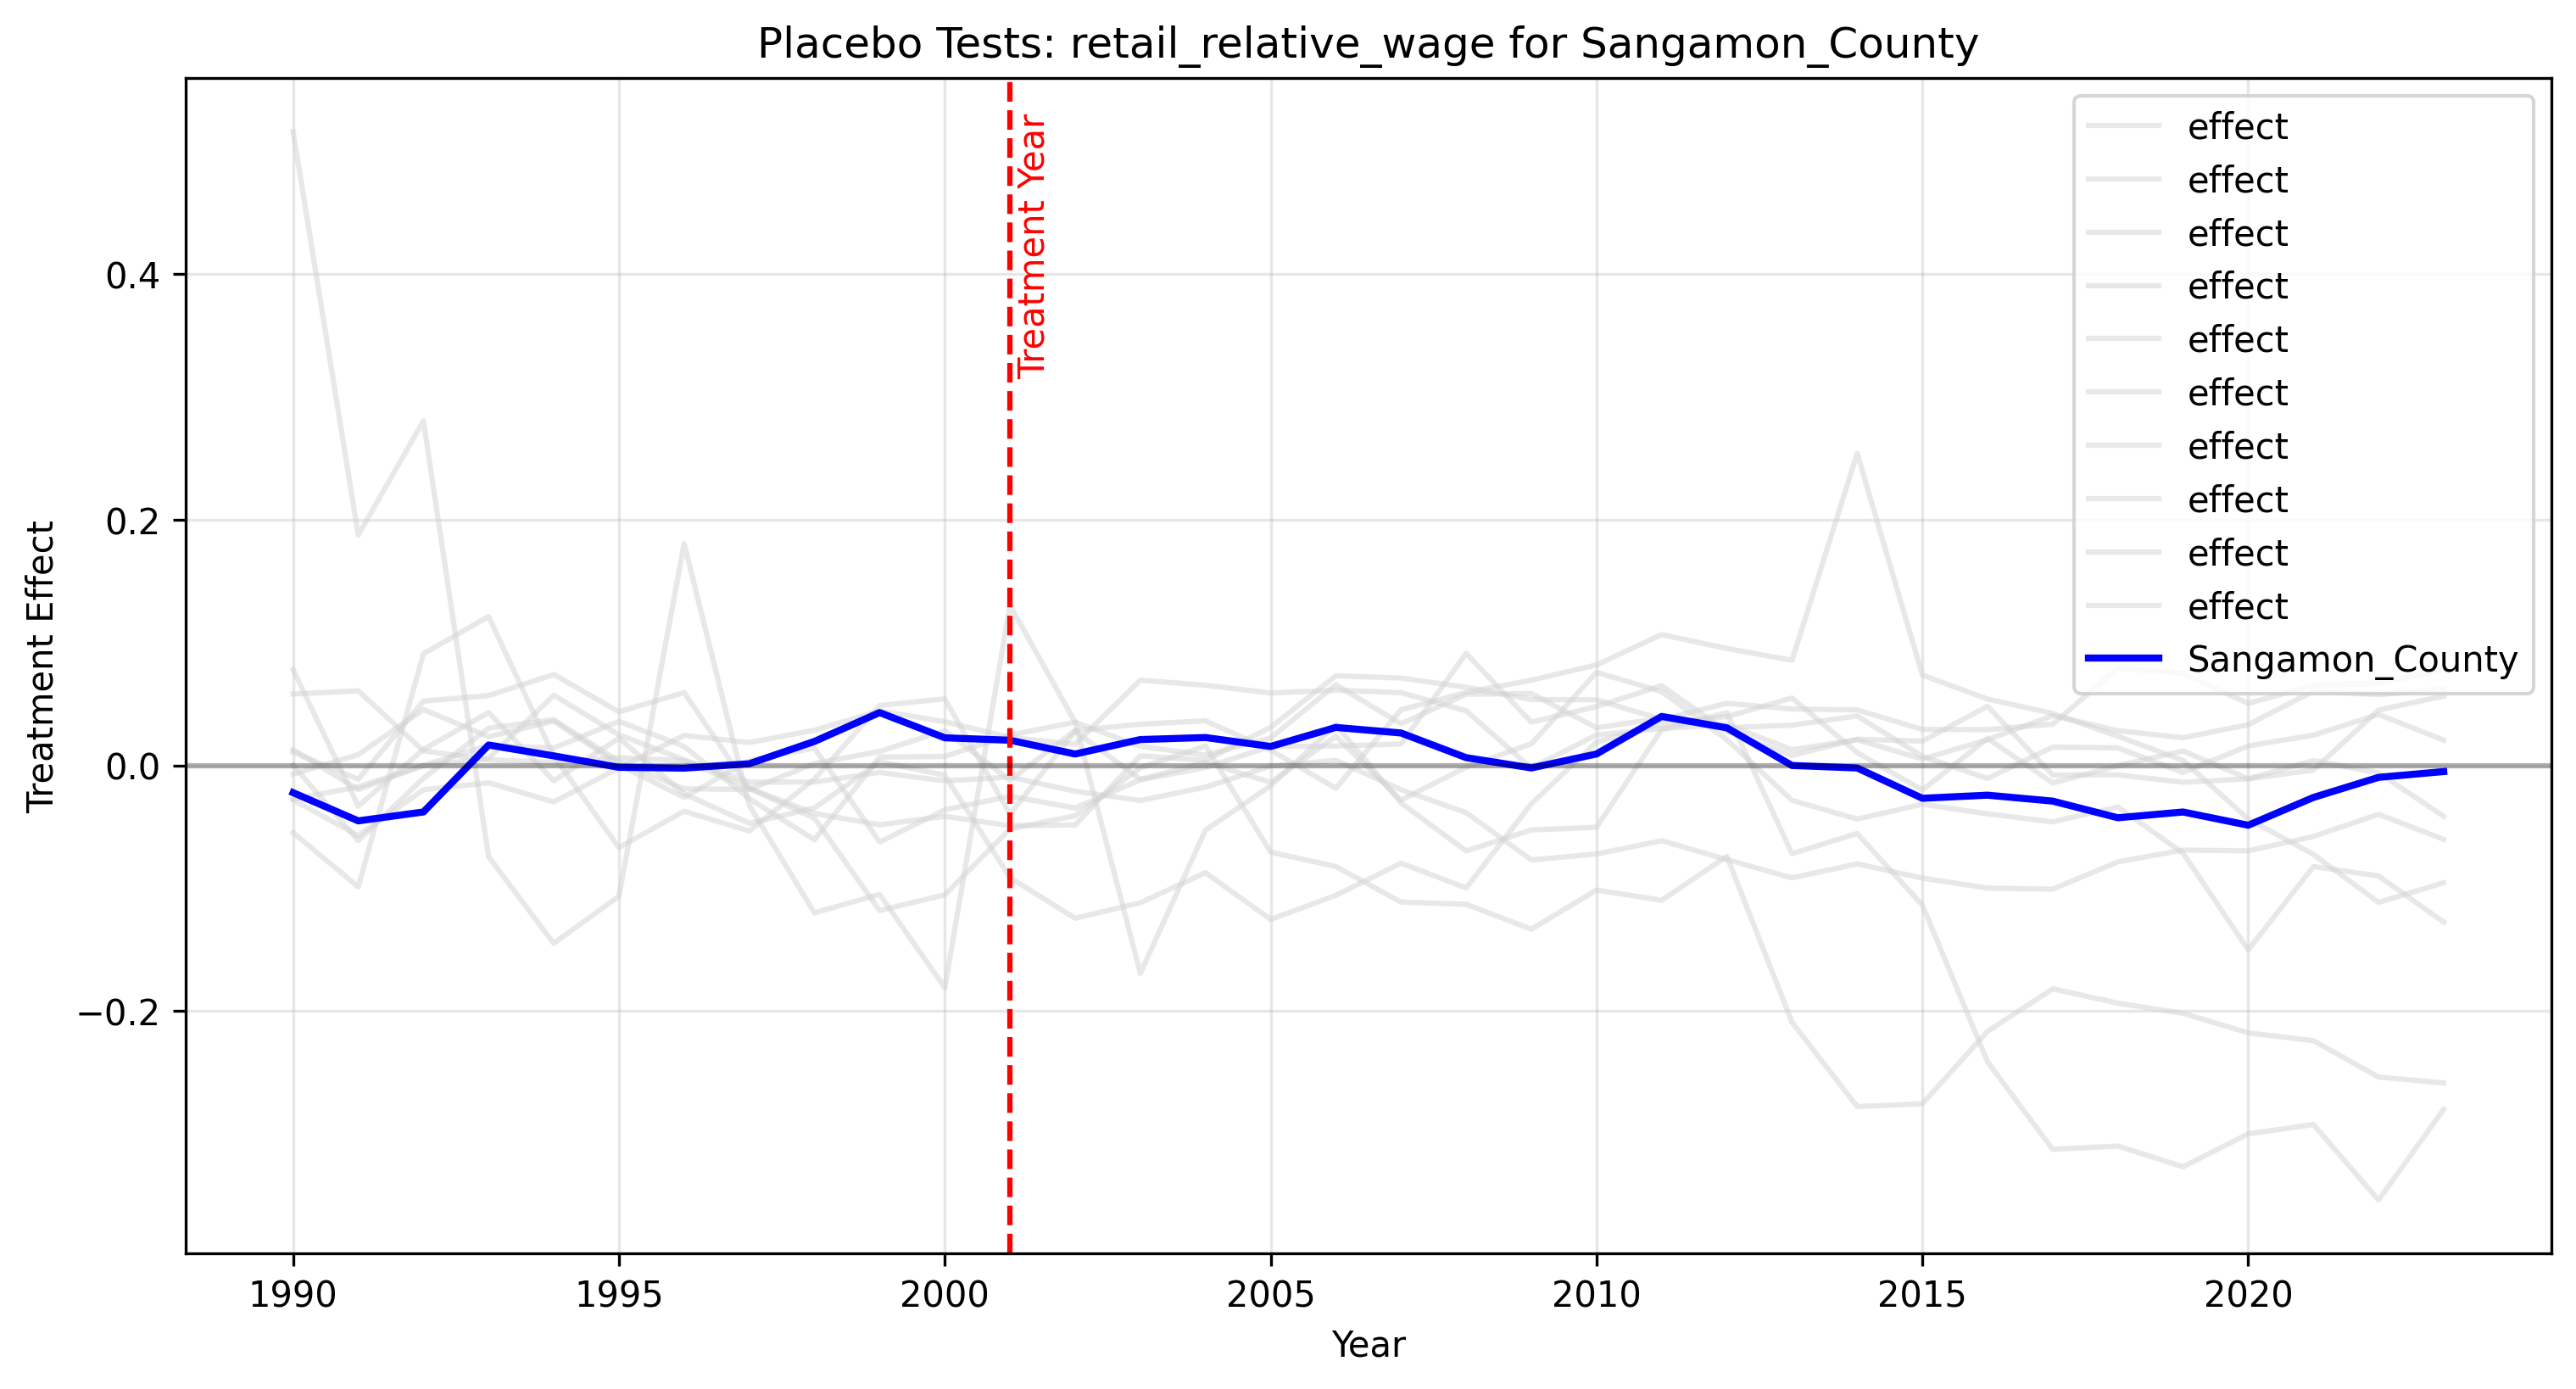 Placebo Tests: retail_relative_wage for Sangamon_County
Treatment Effect
0.4
0.2
0.0
−0.2
Treatment Year
effect
effect
effect
effect
effect
effect
effect
effect
effect
effect
Sangamon_County
1990
1995
2000
2005
2010
2015
2020
Year